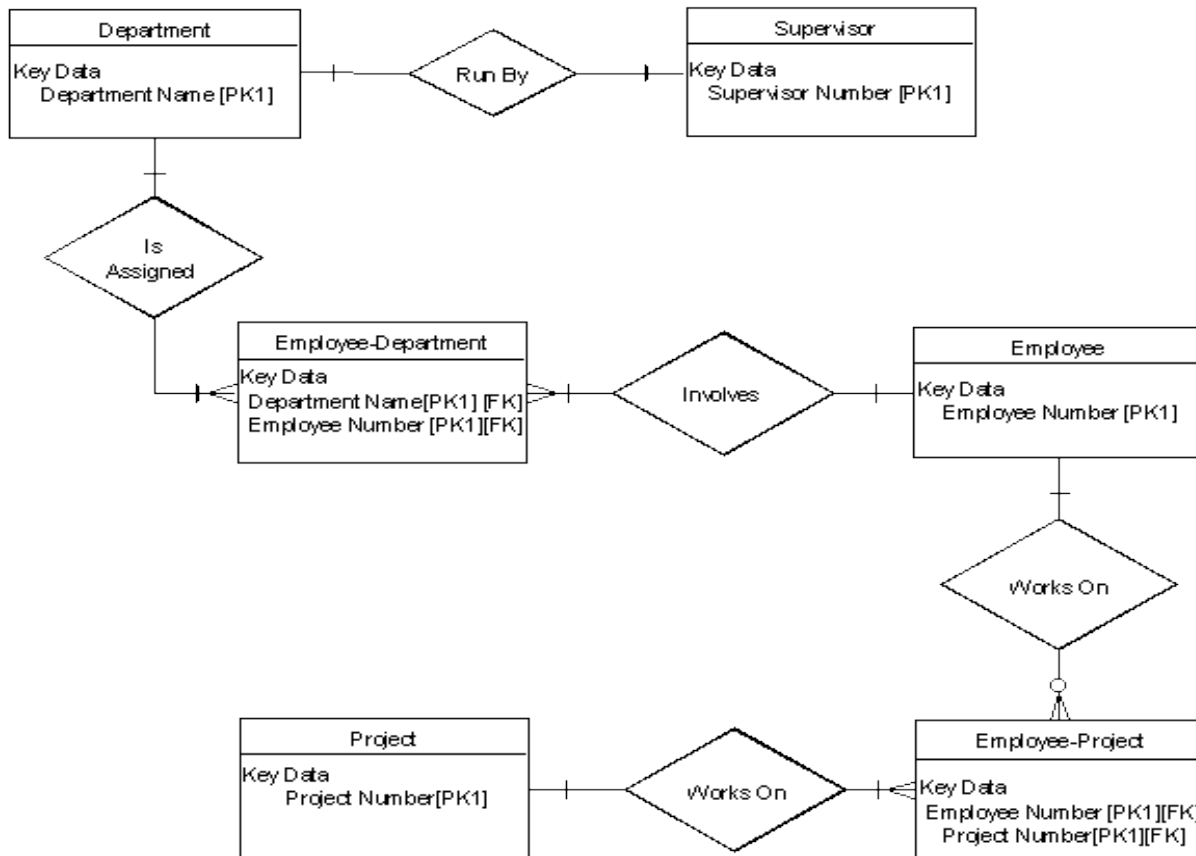 Department
Key Data
Department Name [PK1]
Run By
Supervisor
Key Data
Supervisor Number [PK1]
Is
Assigned
Employee-Department
Key Data
Department Name[PK1] [FK]
Employee Number [PK1][FK]
Involves
Employee
Key Data
Employee Number [PK1]
Works On
Project
Key Data
Project Number[PK1]
Works On
Employee-Project
Key Data
Employee Number [PK1][FK]
Project Number[PK1][FK]